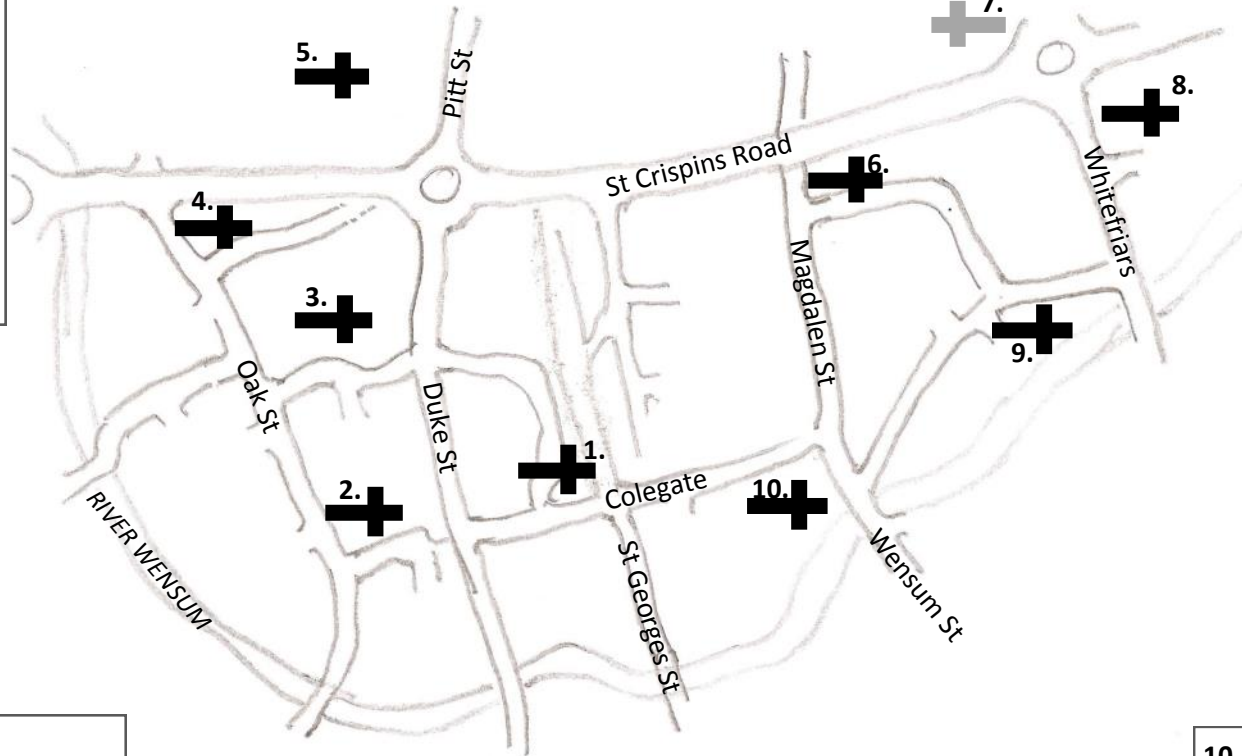 7.
5.
Pitt St
8.
St Crispins Road
6.
Whitefriars
4.
3.
Magdalen St
9.
Oak St
Duke St
1.
2.
Colegate
10.
RIVER WENSUM
St Georges St
Wensum St
10